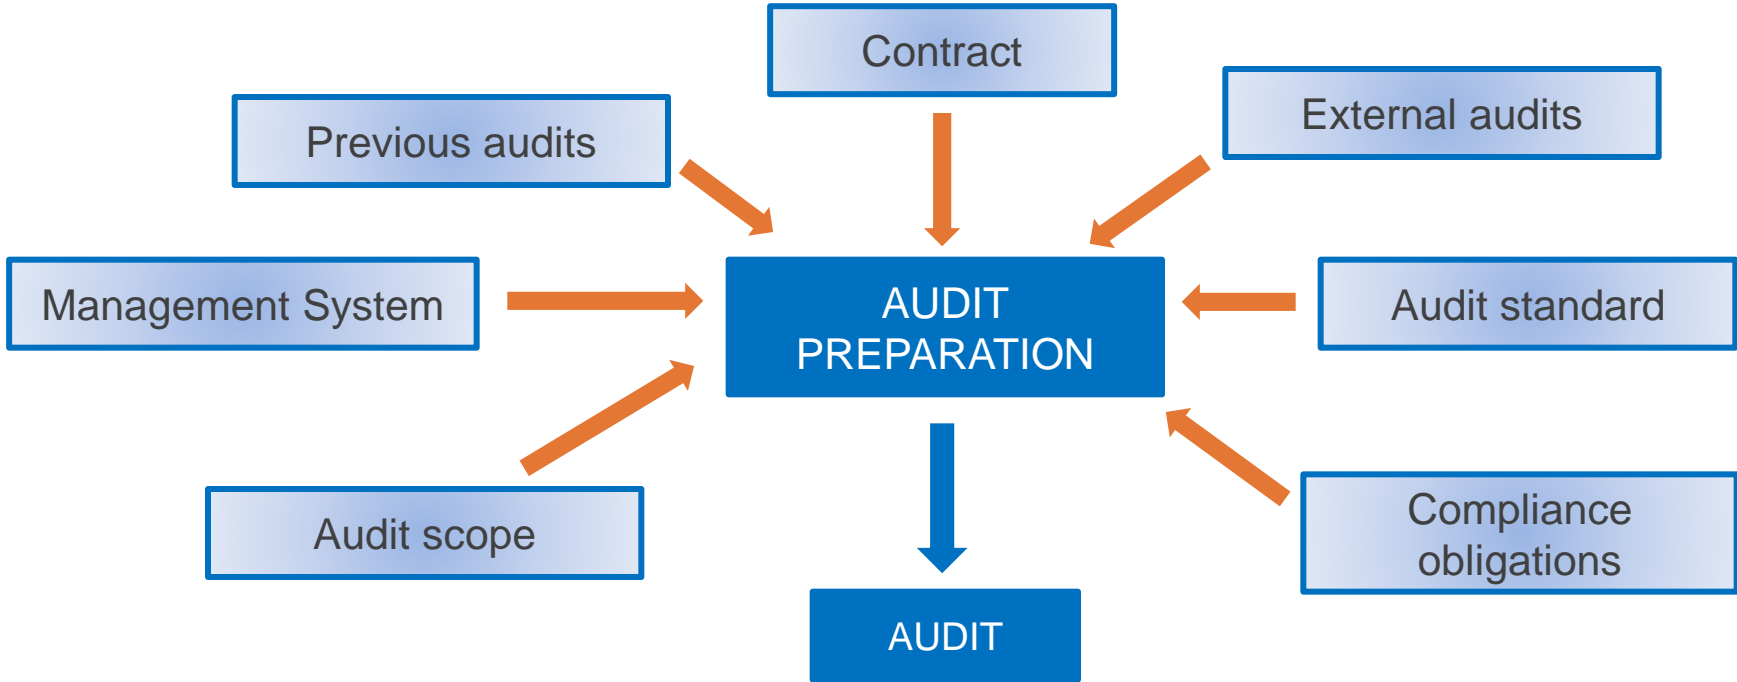 Contract
External audits
Previous audits
Management System
AUDIT
PREPARATION
Audit standard
Audit scope
Compliance
obligations
AUDIT